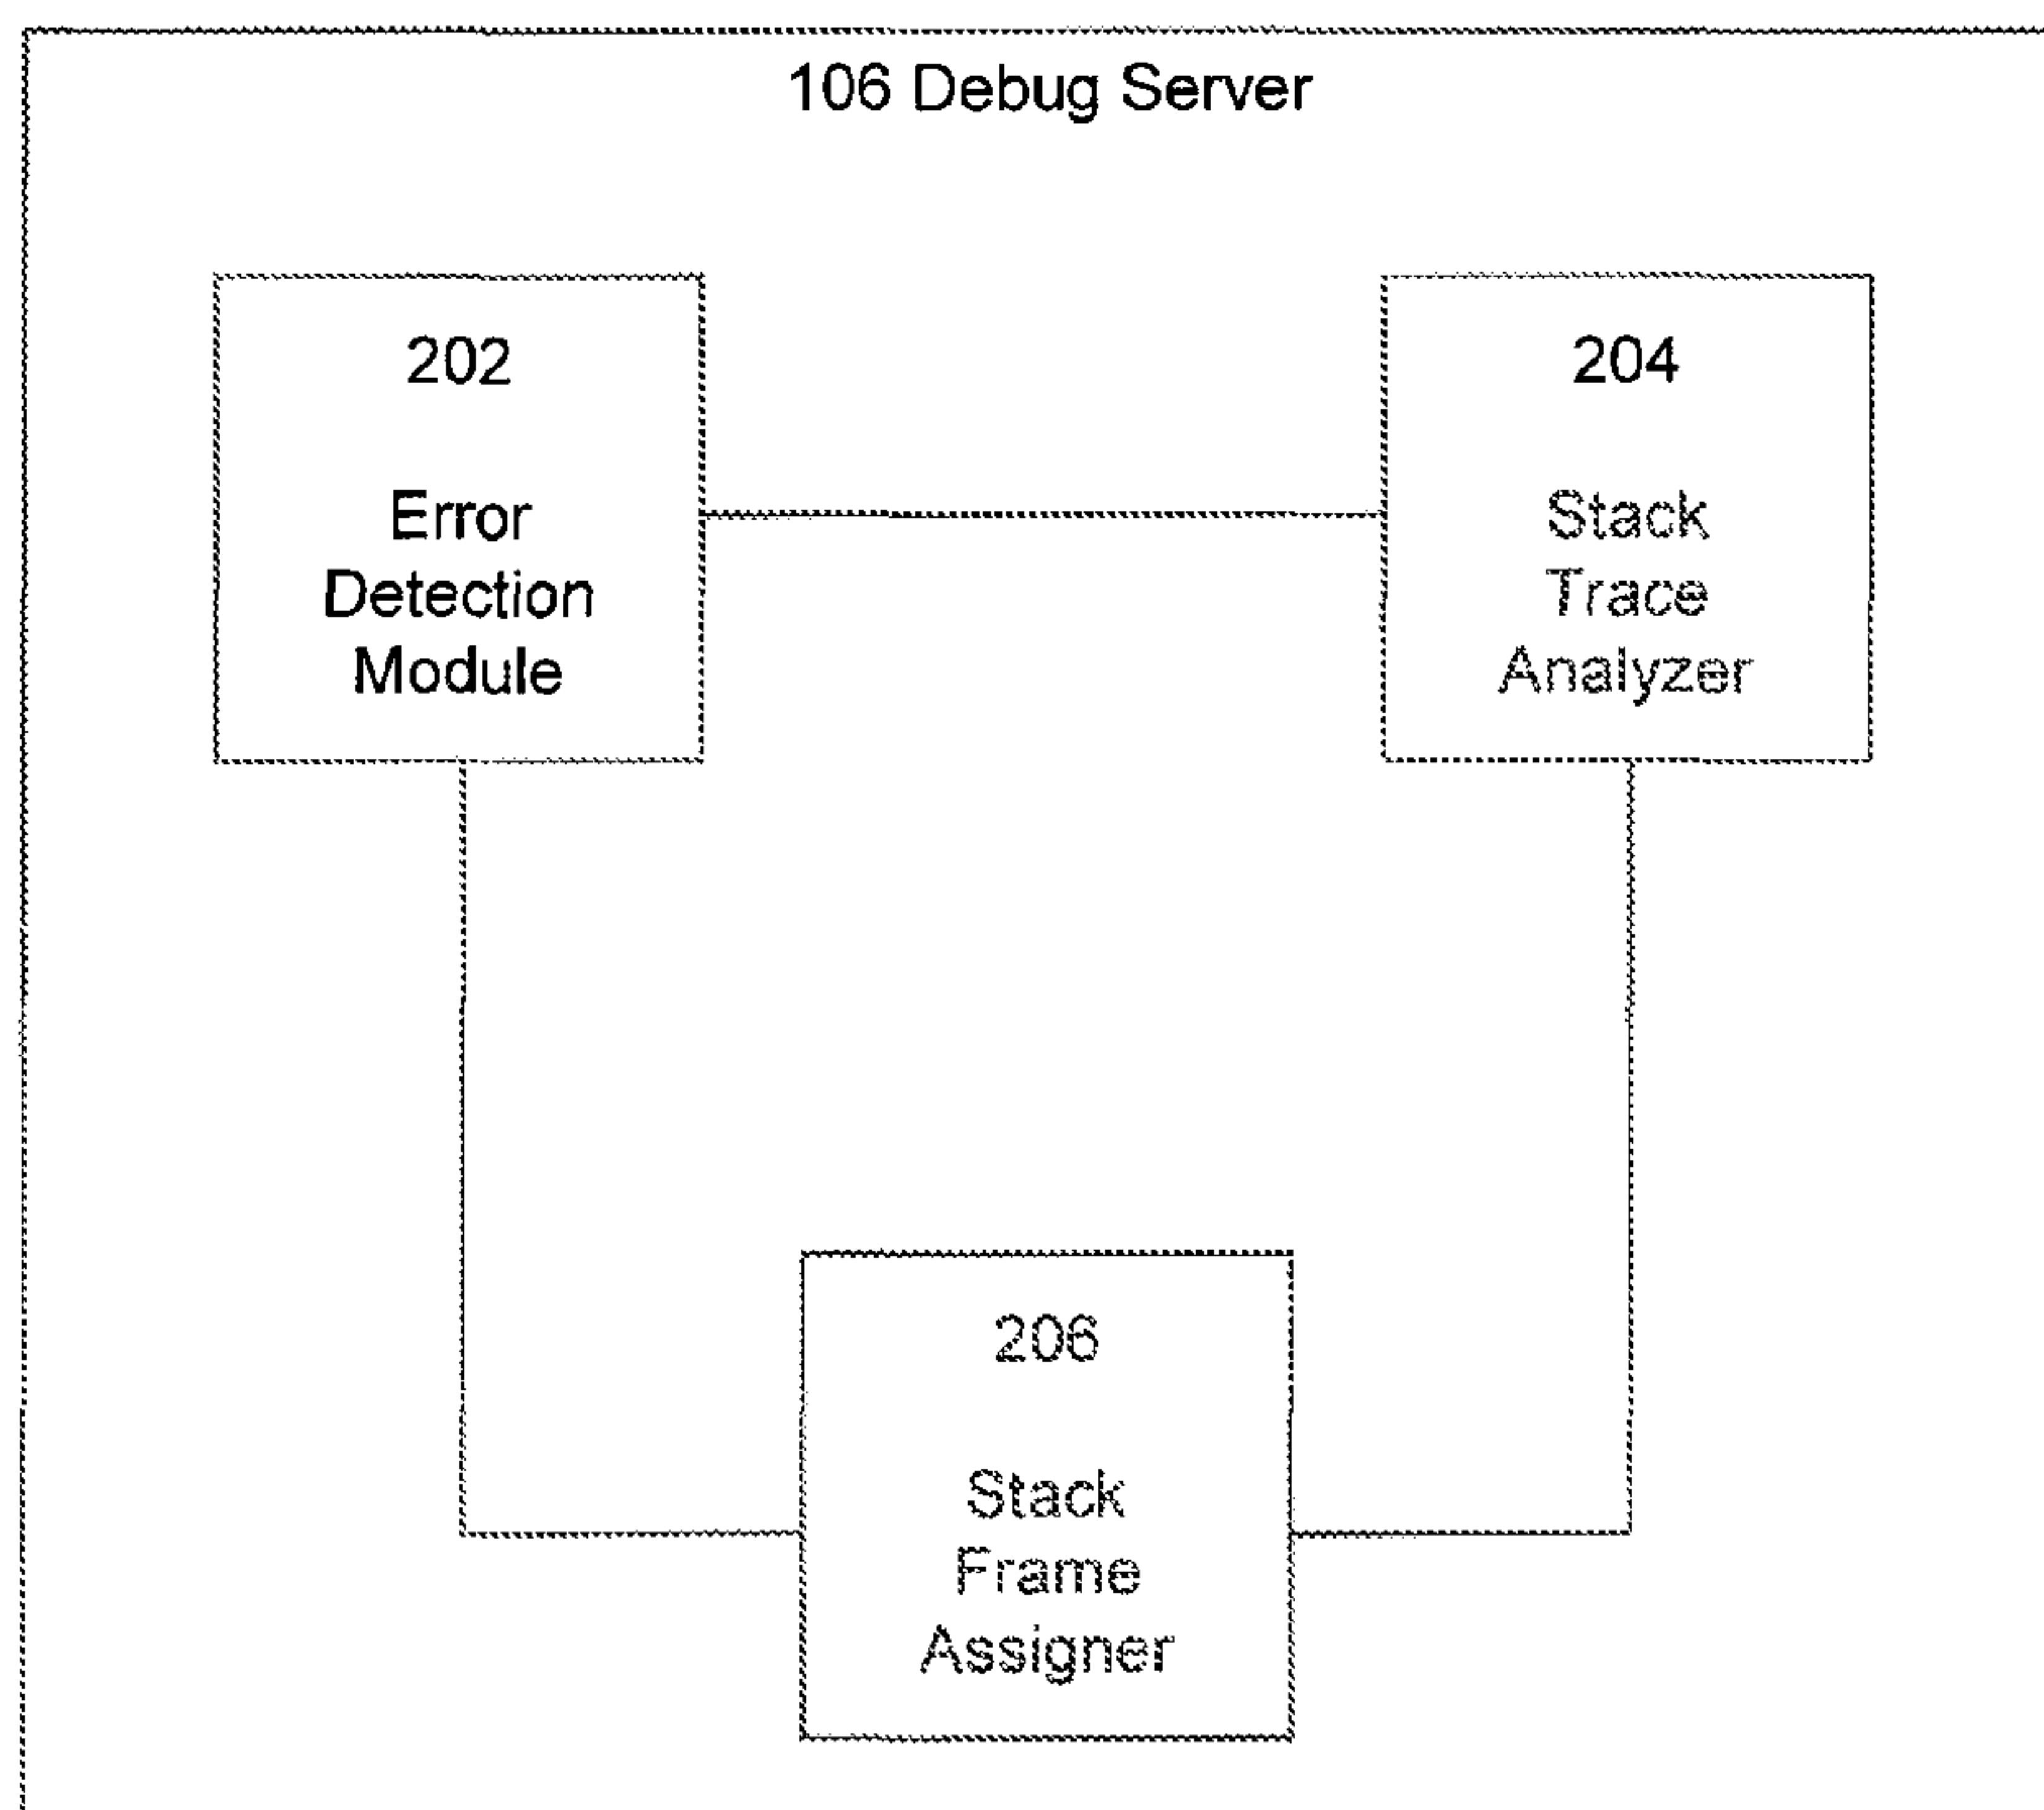 106 Debug Server
202
Error
Detection
Module
204
Stack
Trace
Analyzer
206
Stack
Frame
Assigner